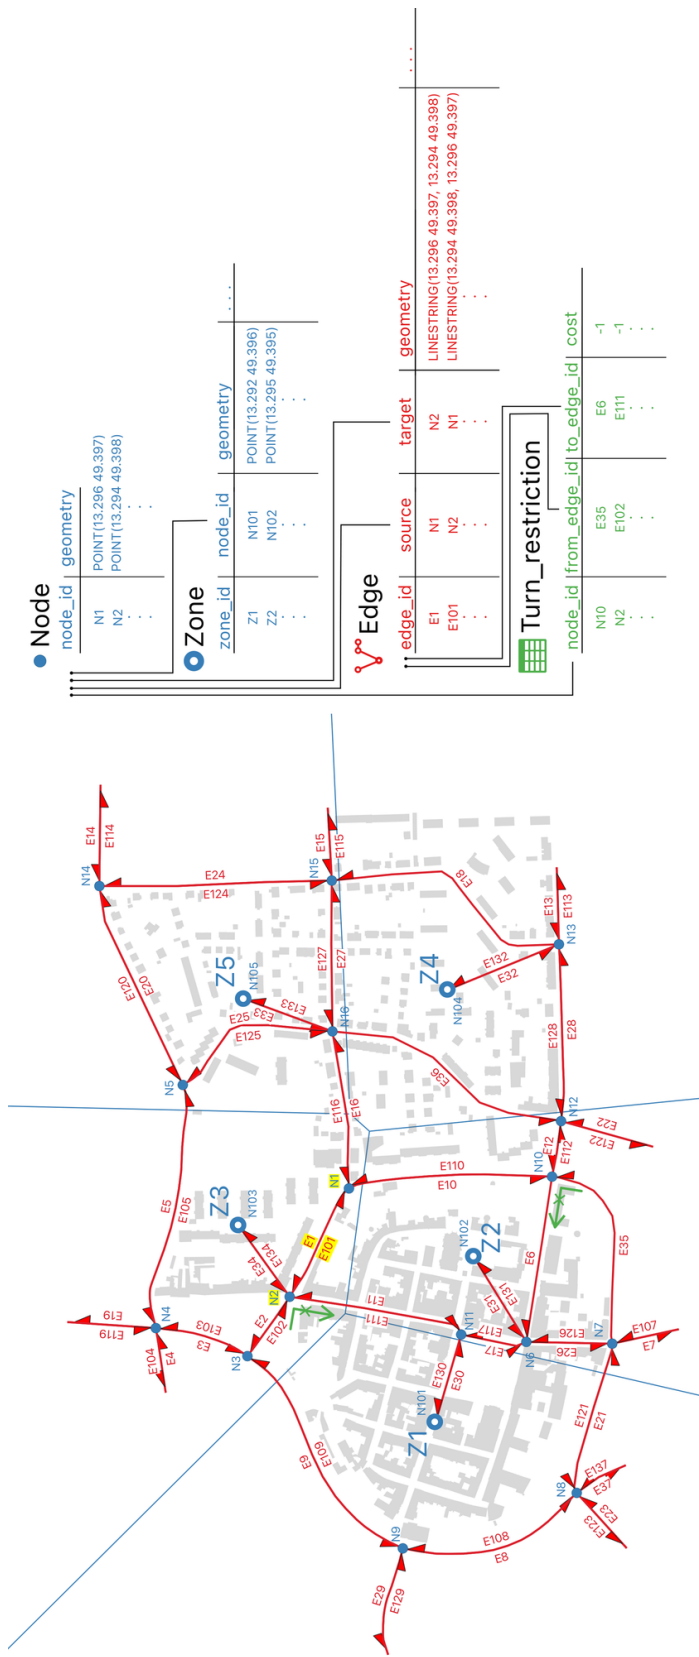 E14
E114
N14
E19
E119
E120
E20
E104
E4
N4
E5
E105
N5
E24
E124
E103
E3
Z3
N103
Z5
N105
E25
E33
E133
E125
N3
E2
E102
E34
E134
N2
E1
E101
N1
E116
E16
N16
E127
E27
N15
E15
E115
E9
E109
E11
E111
E29
E129
N9
Z1
N101
E130
E30
N11
E110
E10
E36
Z4
N104
E18
N102
Z2
E117
E17
E31
E131
E108
E8
N6
E6
E132
E32
N10
E12
E112
N12
E128
E28
N13
E13
E113
N8
E126
E26
N7
E121
E21
E35
E22
E122
E137
E37
E23
E123
E107
E7
Node
node_id geometry
N1 POINT(13.296 49.397)
N2 POINT(13.294 49.398)
. . . . . .
Zone
zone_id node_id geometry . . .
Z1 N101 POINT(13.292 49.396)
Z2 N102 POINT(13.295 49.395)
. . . . . . . . .
Edge
edge_id source target geometry . . .
E1 N1 N2 LINESTRING(13.296 49.397, 13.294 49.398)
E101 N2 N1 LINESTRING(13.294 49.398, 13.296 49.397)
. . . . . . . . . . . .
Turn_restriction
node_id from_edge_id to_edge_id cost
N10 E35 E6 -1
N2 E102 E111 -1
. . . . . . . . . . . .